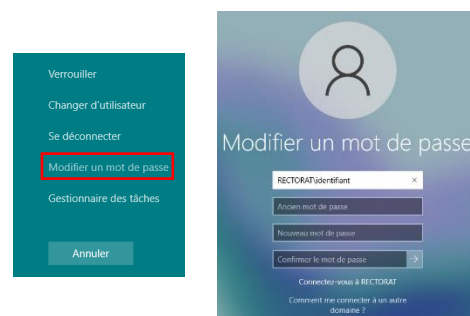 Verrouiller
Changer d'utilisateur
Se déconnecter
Modifier un mot de passe
Gestionnaire des tâches
Annuler
Modifier un mot de passe
RECTORAT\identifiant
Ancien mot de passe
Nouveau mot de passe
Confirmer le mot de passe
Connectez-vous à RECTORAT
Comment me connecter à un autre
domaine ?